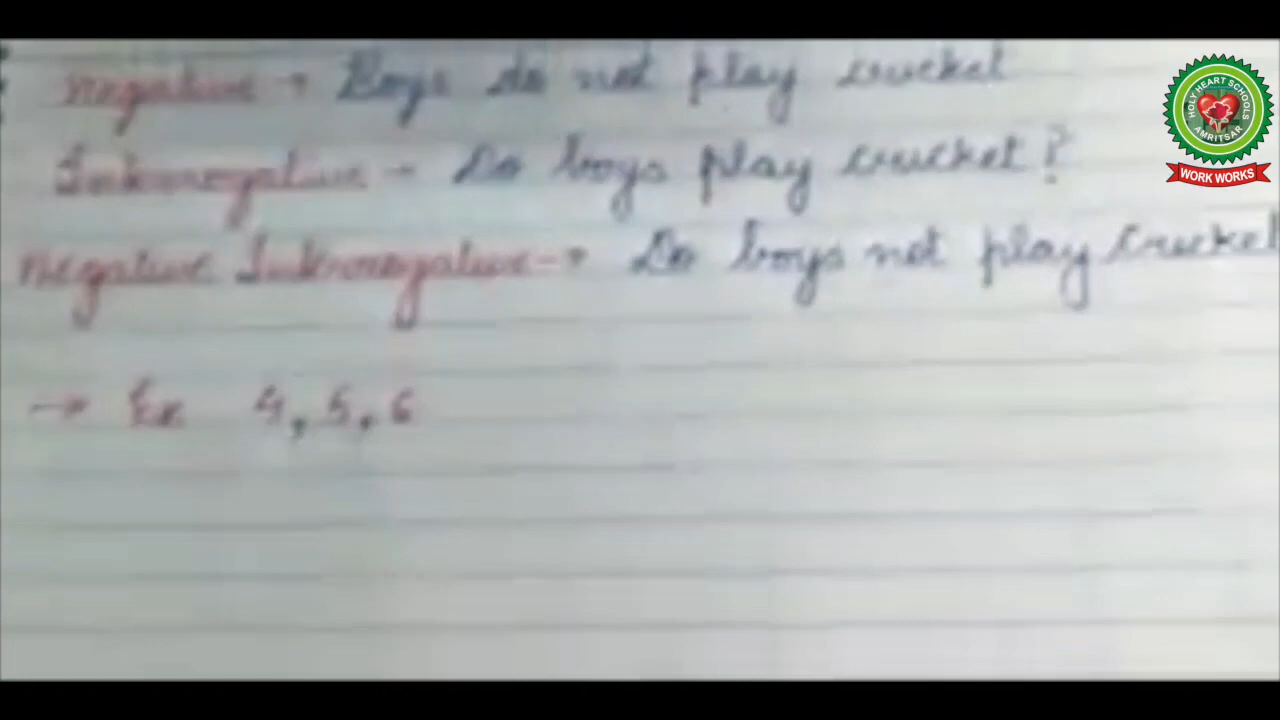 Negative → Boys do not play cricket
Interrogative - Do boys play cricket?
Negative Interrogative → Do boys not play cricket
→ Ex 4, 5, 6
HOLY HEART SCHOOLS
AMRITSAR
WORK WORKS